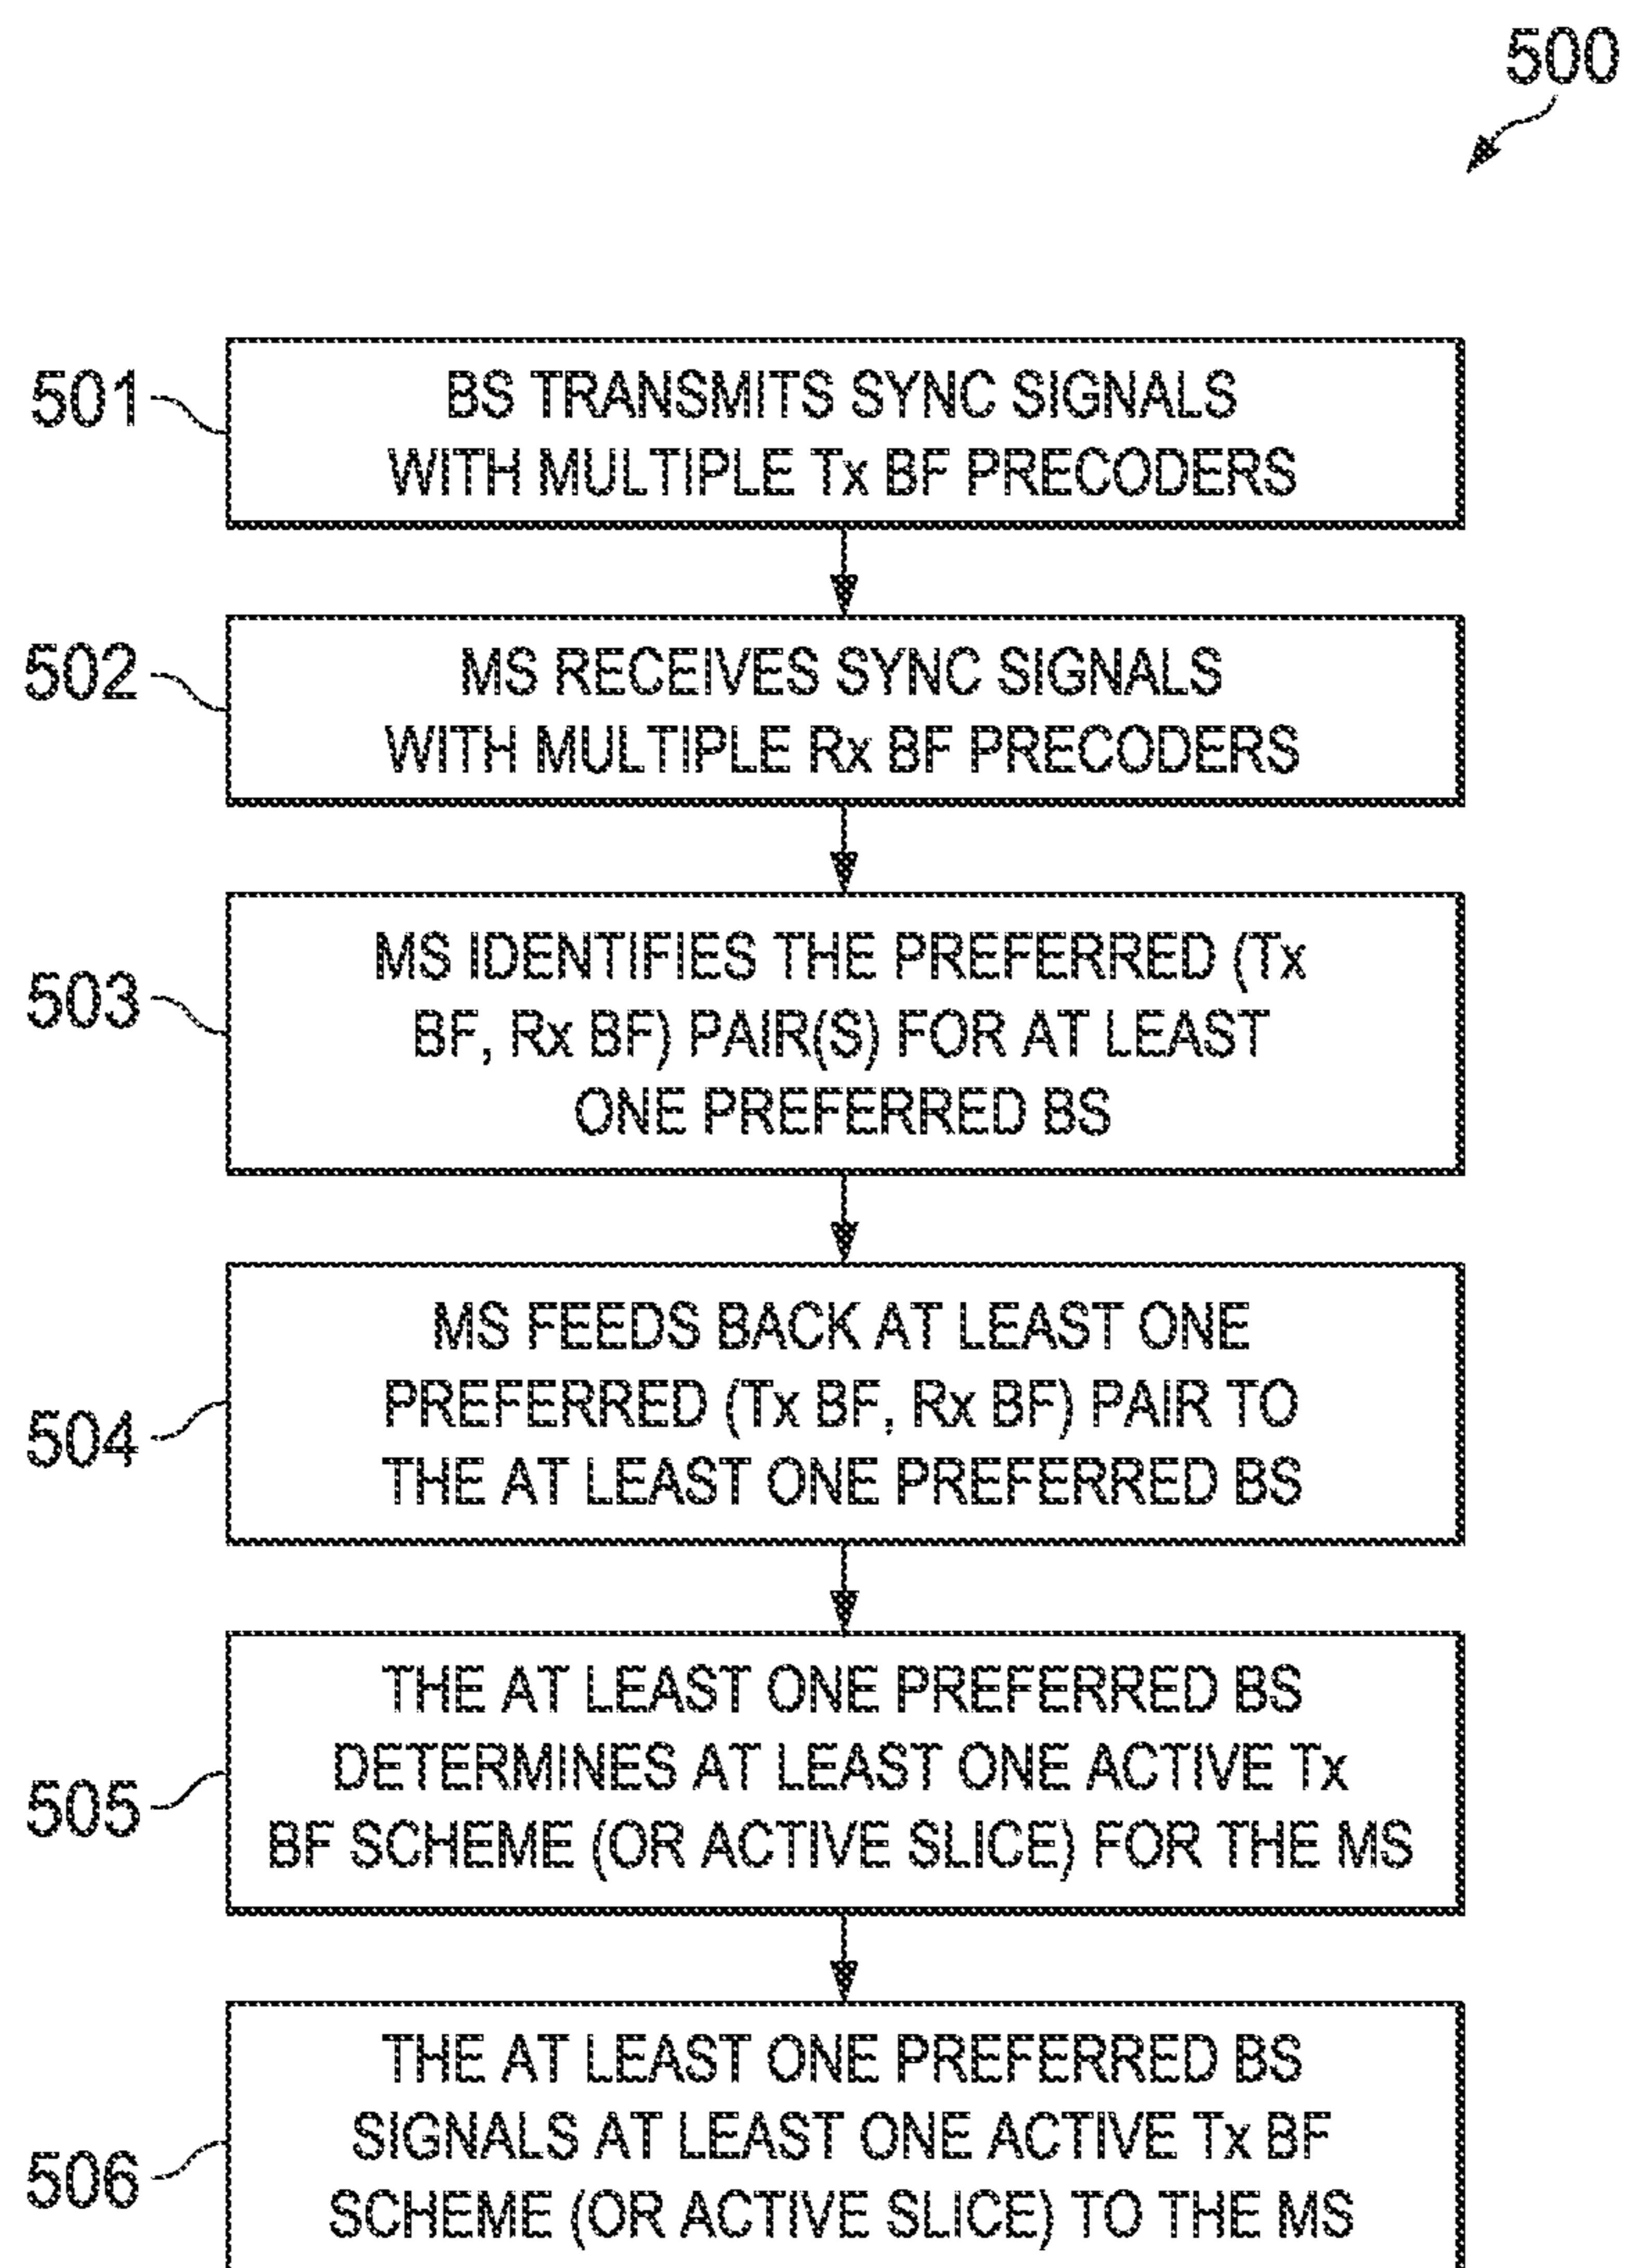 500
501
BS TRANSMITS SYNC SIGNALS
WITH MULTIPLE Tx BF PRECODERS
502
MS RECEIVES SYNC SIGNALS
WITH MULTIPLE Rx BF PRECODERS
503
MS IDENTIFIES THE PREFERRED (Tx
BF, Rx BF) PAIR(S) FOR AT LEAST
ONE PREFERRED BS
504
MS FEEDS BACK AT LEAST ONE
PREFERRED (Tx BF, Rx BF) PAIR TO
THE AT LEAST ONE PREFERRED BS
505
THE AT LEAST ONE PREFERRED BS
DETERMINES AT LEAST ONE ACTIVE Tx
BF SCHEME (OR ACTIVE SLICE) FOR THE MS
506
THE AT LEAST ONE PREFERRED BS
SIGNALS AT LEAST ONE ACTIVE Tx BF
SCHEME (OR ACTIVE SLICE) TO THE MS